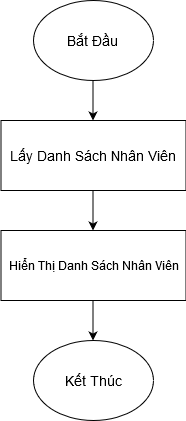 Bắt Đầu
Lấy Danh Sách Nhân Viên
Hiển Thị Danh Sách Nhân Viên
Kết Thúc